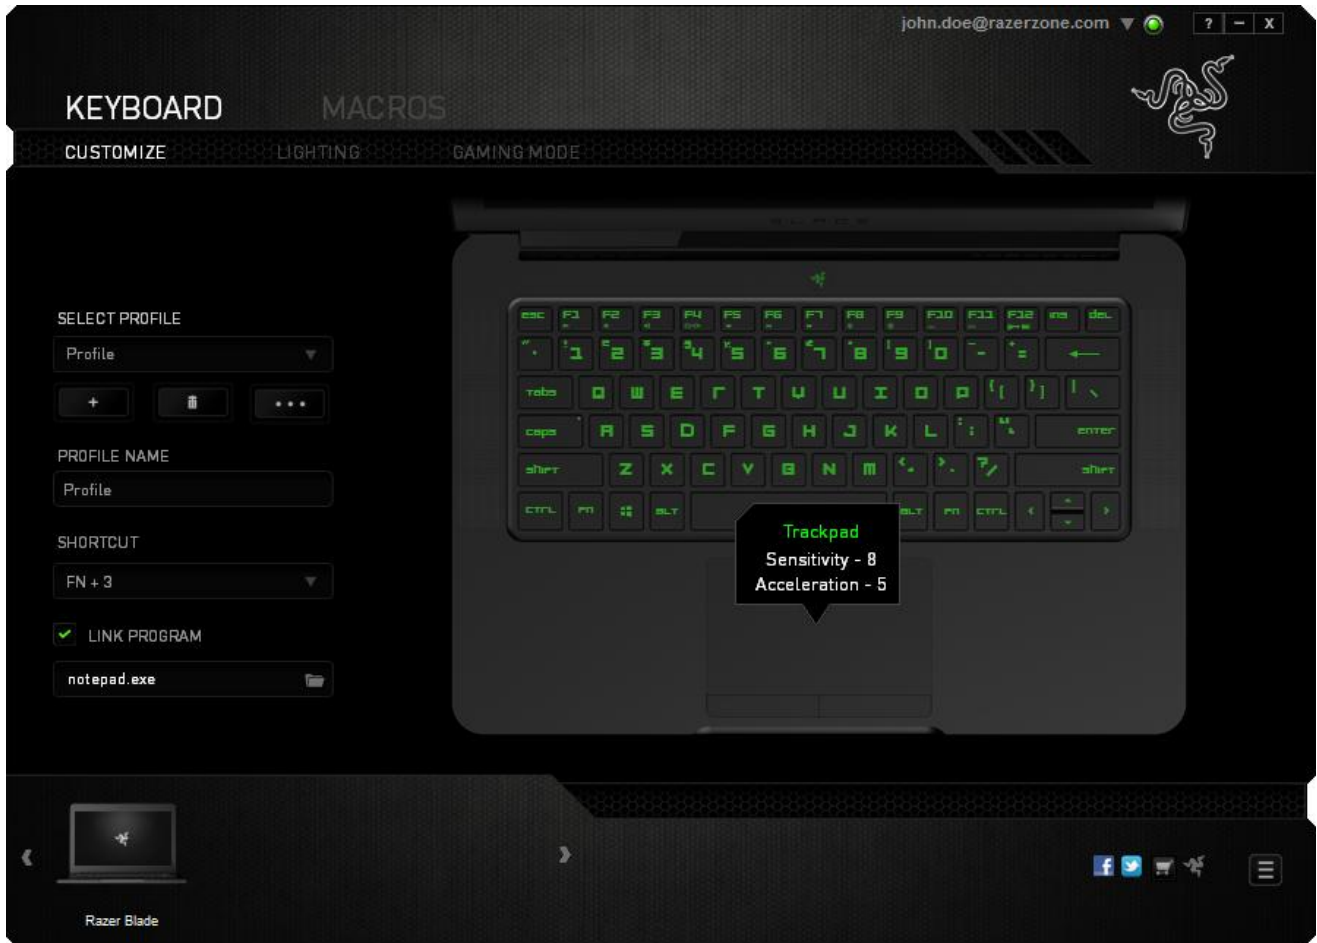 john.doe@razerzone.com
? – X
KEYBOARD MACROS
CUSTOMIZE LIGHTING GAMING MODE
SELECT PROFILE
Profile
+ ...
PROFILE NAME
Profile
SHORTCUT
FN + 3
LINK PROGRAM
notepad.exe
esc F1 F2 F3 F4 F5 F6 F7 F8 F9 F10 F11 F12 ins del
1 2 3 4 5 6 7 8 9 0 - =
Tabs Q W E r T Y U I O P { [ } ] | \
caps A S D F G H J K L : ; enter
shift Z X C V B N M < , > . ? / shift
CTrL Fn ALT ALT Fn CTrL
Trackpad
Sensitivity - 8
Acceleration - 5
Razer Blade